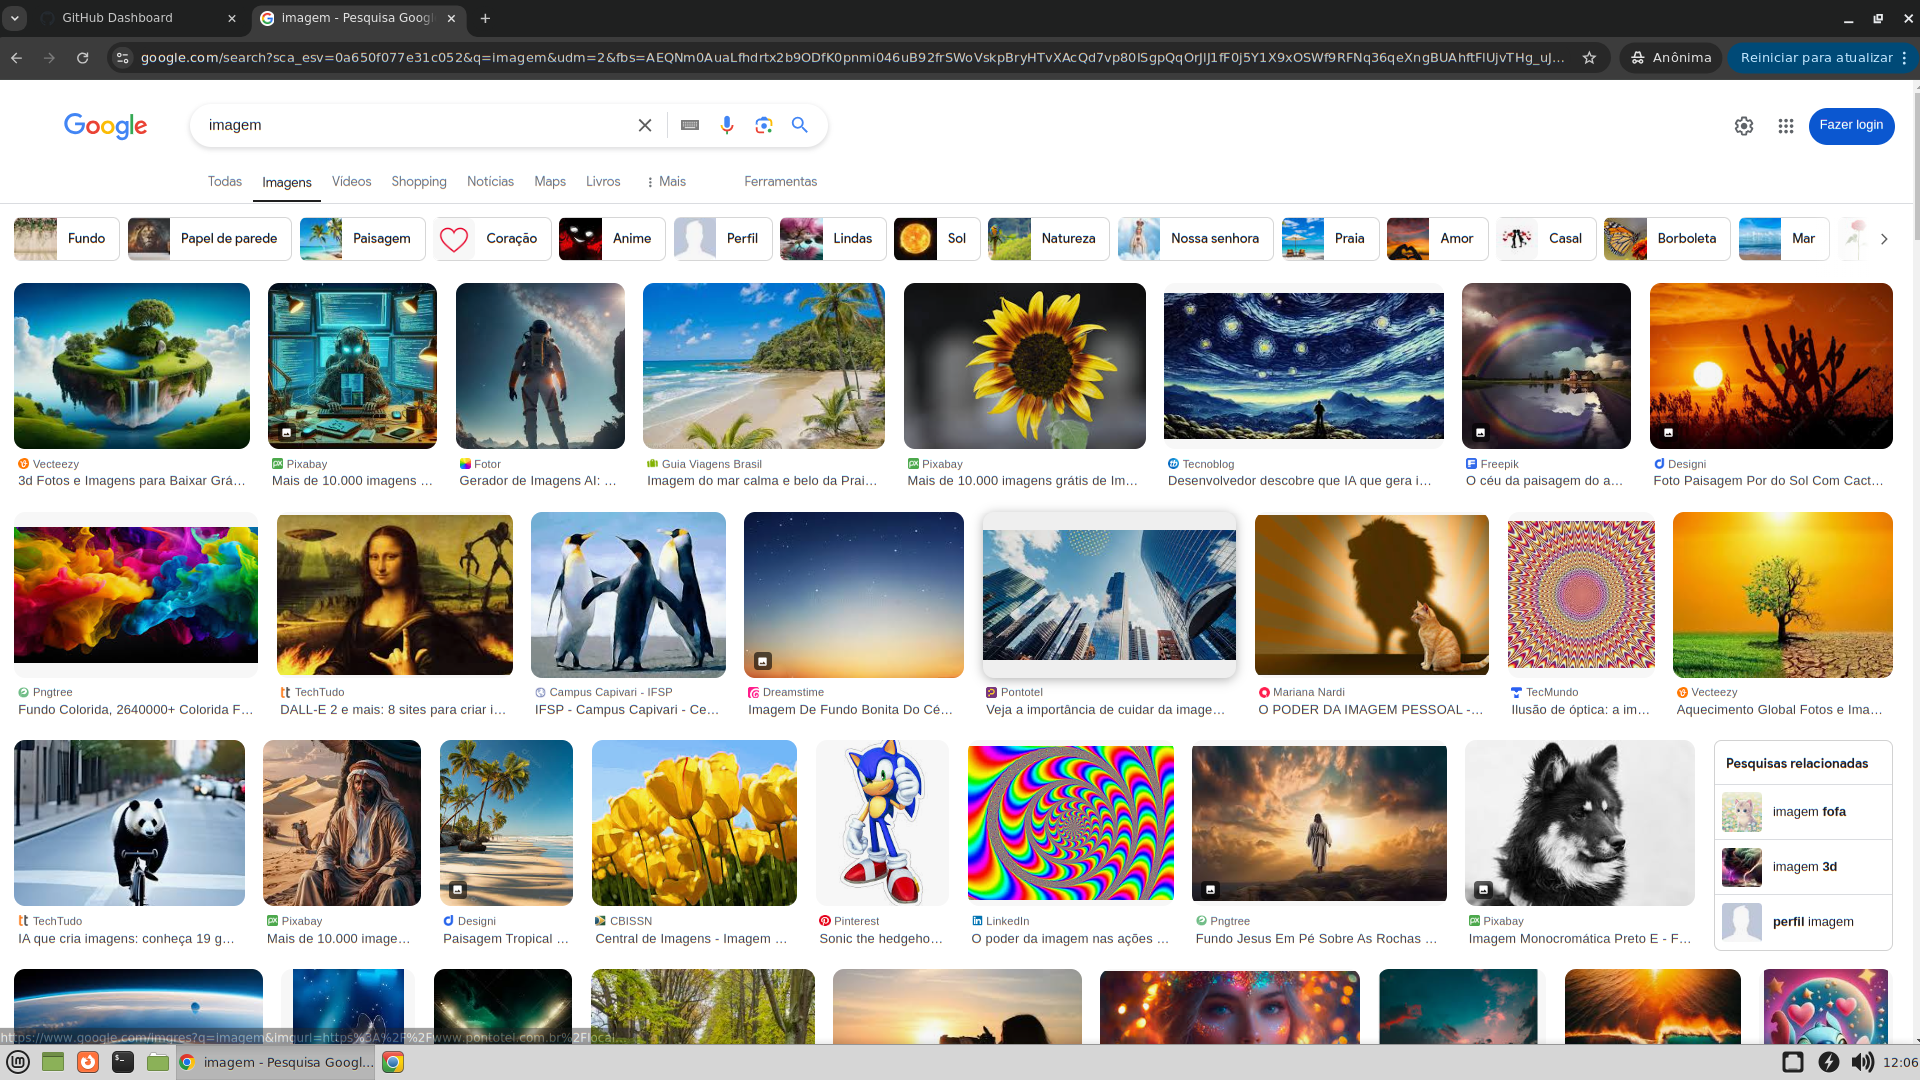 GitHub Dashboard
imagem - Pesquisa Googl
google.com/search?sca_esv=0a650f077e31c052&q=imagem&udm=2&fbs=AEQNm0AuaLfhdrtx2b9ODfK0pnmi046uB92frSWoVskpBryHTvXAcQd7vp80ISgpQqOrJIJ1fF0j5Y1X9xOSWf9RFNq36qeXngBUAhftFlUjvTHg_uJ...
Anônima
Reiniciar para atualizar
Google
imagem
Fazer login
Todas
Imagens
Vídeos
Shopping
Notícias
Maps
Livros
Mais
Ferramentas
Fundo
Papel de parede
Paisagem
Coração
Anime
Perfil
Lindas
Sol
Natureza
Nossa senhora
Praia
Amor
Casal
Borboleta
Mar
Vecteezy
3d Fotos e Imagens para Baixar Grá...
Pixabay
Mais de 10.000 imagens ...
Fotor
Gerador de Imagens AI: ...
Guia Viagens Brasil
Imagem do mar calma e belo da Prai...
Pixabay
Mais de 10.000 imagens grátis de Im...
Tecnoblog
Desenvolvedor descobre que IA que gera i...
Freepik
O céu da paisagem do a...
Designi
Foto Paisagem Por do Sol Com Cact...
Pngtree
Fundo Colorida, 2640000+ Colorida F...
TechTudo
DALL-E 2 e mais: 8 sites para criar i...
Campus Capivari - IFSP
IFSP - Campus Capivari - Ce...
Dreamstime
Imagem De Fundo Bonita Do Cé...
Pontotel
Veja a importância de cuidar da image...
Mariana Nardi
O PODER DA IMAGEM PESSOAL -...
TecMundo
Ilusão de óptica: a im...
Vecteezy
Aquecimento Global Fotos e Ima...
TechTudo
IA que cria imagens: conheça 19 g...
Pixabay
Mais de 10.000 image...
Designi
Paisagem Tropical ...
CBISSN
Central de Imagens - Imagem ...
Pinterest
Sonic the hedgeho...
LinkedIn
O poder da imagem nas ações ...
Pngtree
Fundo Jesus Em Pé Sobre As Rochas ...
Pixabay
Imagem Monocromática Preto E - F...
Pesquisas relacionadas
imagem fofa
imagem 3d
perfil imagem
https://www.google.com/imgres?q=imagem&imgurl=https%3A%2F%2Fwww.pontotel.com.br%2Flocal...
imagem - Pesquisa Googl...
12:06